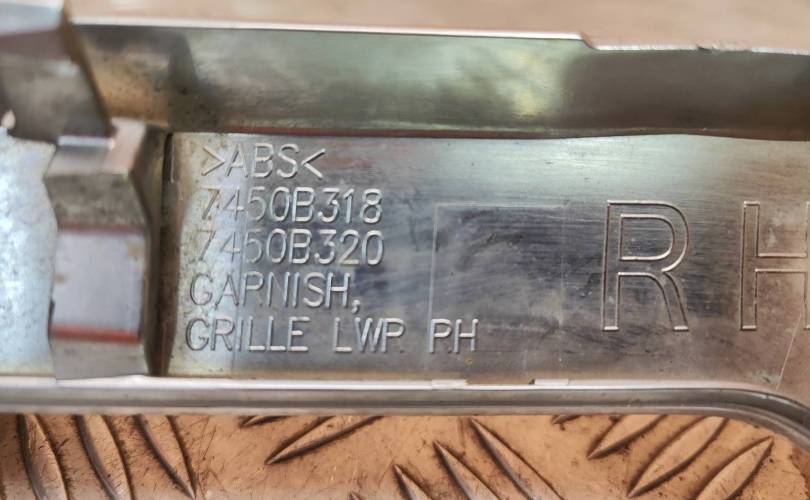 >ABS<
7450B318
7450B320
GARNISH,
GRILLE LWR RH
RH